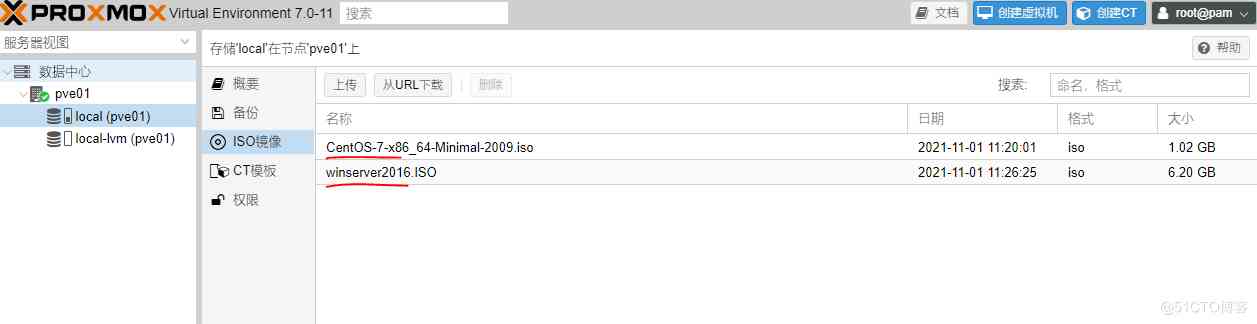 PROXMOX Virtual Environment 7.0-11 搜索 文档 创建虚拟机 创建CT root@pam
服务器视图
存储'local'在节点'pve01'上 帮助
数据中心
pve01
local (pve01)
local-lvm (pve01)
概要
备份
ISO镜像
CT模板
权限
上传 从URL下载 删除 搜索: 命名，格式
名称 日期 格式 大小
CentOS-7-x86_64-Minimal-2009.iso 2021-11-01 11:20:01 iso 1.02 GB
winserver2016.ISO 2021-11-01 11:26:25 iso 6.20 GB
@51CTO博客